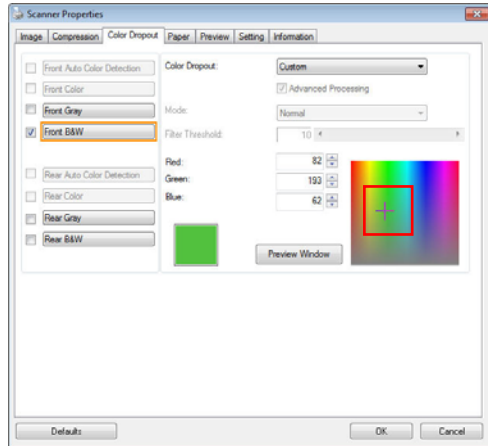 Scanner Properties
Image Compression Color Dropout Paper Preview Setting Information
Front Auto Color Detection
Front Color
Front Gray
Front B&W
Rear Auto Color Detection
Rear Color
Rear Gray
Rear B&W
Color Dropout: Custom
Advanced Processing
Mode: Normal
Filter Threshold: 10
Red: 82
Green: 193
Blue: 62
Preview Window
Defaults OK Cancel